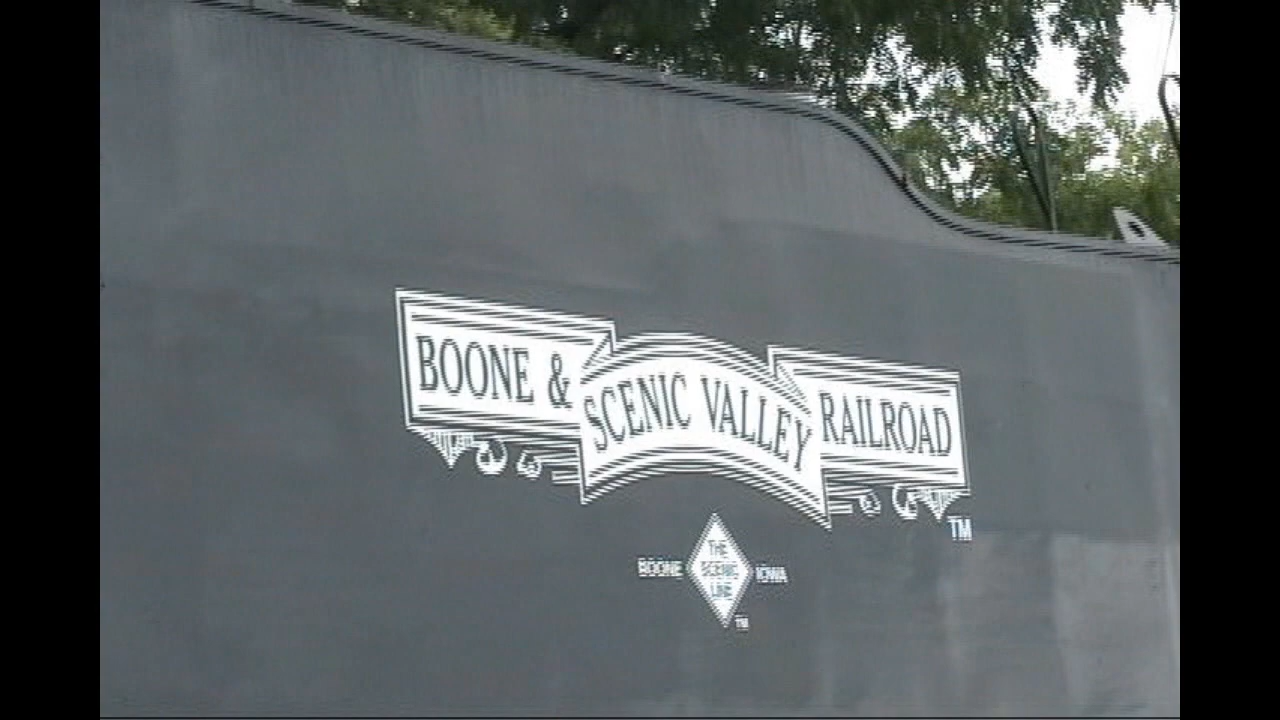 BOONE & SCENIC VALLEY RAILROAD
TM
THE
BOONE SCENIC IOWA
LINE
TM